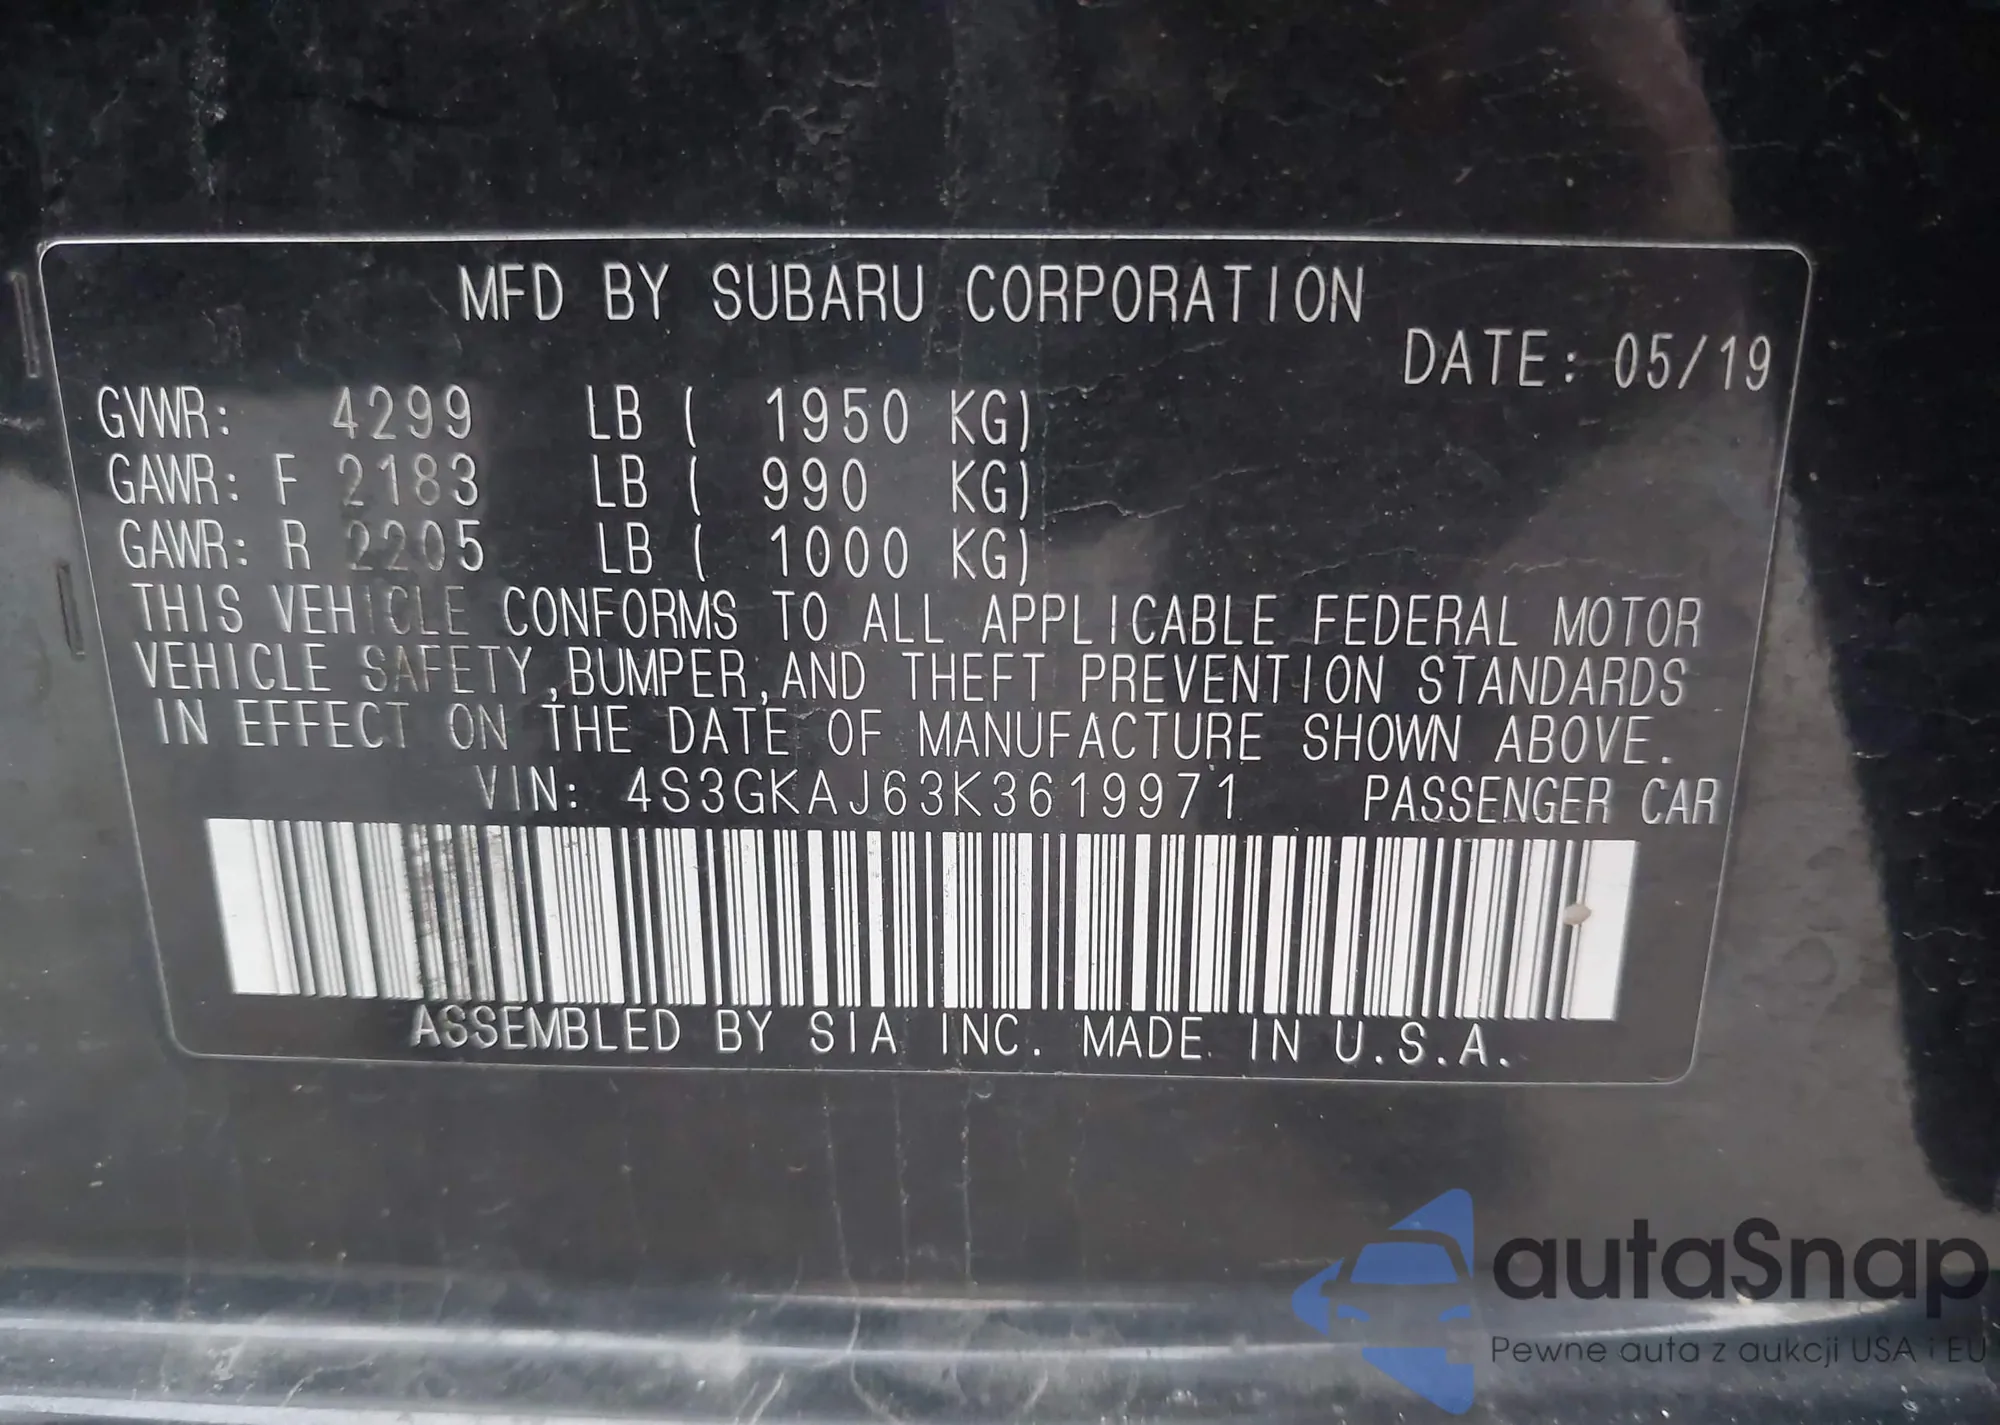 MFD BY SUBARU CORPORATION
DATE: 05/19
GVWR: 4299 LB ( 1950 KG)
GAWR: F 2183 LB ( 990 KG)
GAWR: R 2205 LB ( 1000 KG)
THIS VEHICLE CONFORMS TO ALL APPLICABLE FEDERAL MOTOR
VEHICLE SAFETY,BUMPER,AND THEFT PREVENTION STANDARDS
IN EFFECT ON THE DATE OF MANUFACTURE SHOWN ABOVE.
VIN: 4S3GKAJ63K3619971 PASSENGER CAR
ASSEMBLED BY SIA INC. MADE IN U.S.A.
autaSnap
Pewne auta z aukcji USA i EU